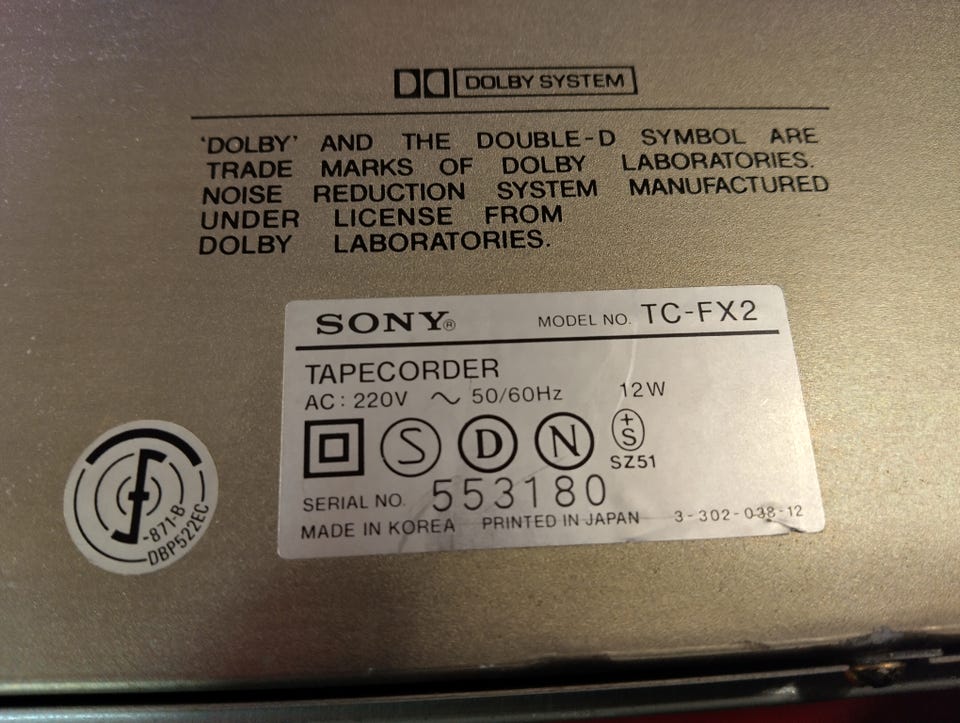 DOLBY SYSTEM
'DOLBY' AND THE DOUBLE-D SYMBOL ARE
TRADE MARKS OF DOLBY LABORATORIES.
NOISE REDUCTION SYSTEM MANUFACTURED
UNDER LICENSE FROM
DOLBY LABORATORIES.
SONY® MODEL NO. TC-FX2
TAPECORDER
AC: 220V ~ 50/60Hz 12W
S D N +S
SZ51
SERIAL NO. 553180
MADE IN KOREA PRINTED IN JAPAN 3-302-038-12
-871-B
DBP522EC